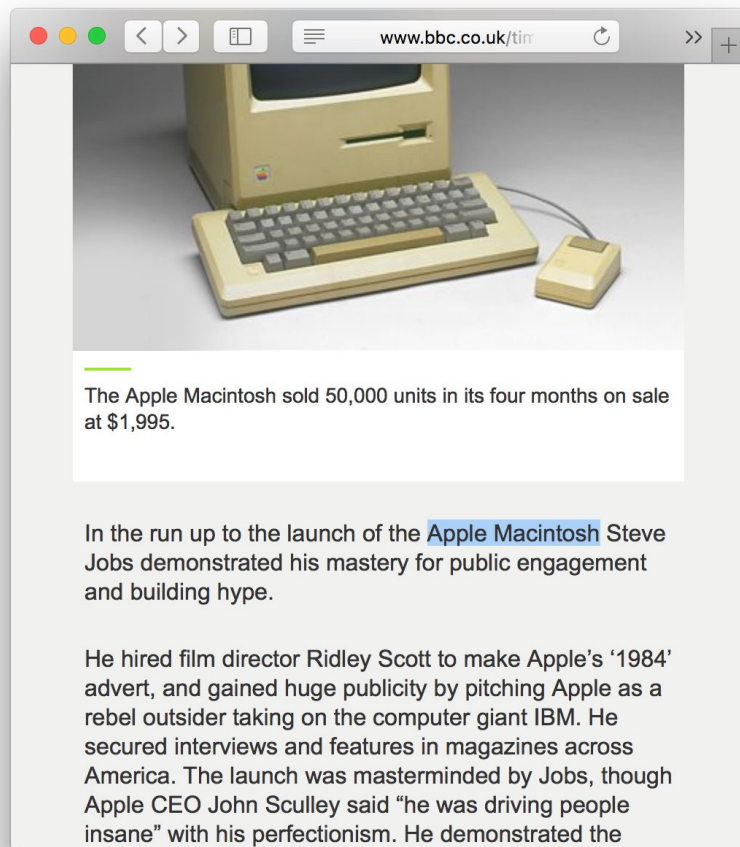 www.bbc.co.uk/tim
The Apple Macintosh sold 50,000 units in its four months on sale
at $1,995.
In the run up to the launch of the Apple Macintosh Steve
Jobs demonstrated his mastery for public engagement
and building hype.
He hired film director Ridley Scott to make Apple’s ‘1984’
advert, and gained huge publicity by pitching Apple as a
rebel outsider taking on the computer giant IBM. He
secured interviews and features in magazines across
America. The launch was masterminded by Jobs, though
Apple CEO John Sculley said “he was driving people
insane” with his perfectionism. He demonstrated the